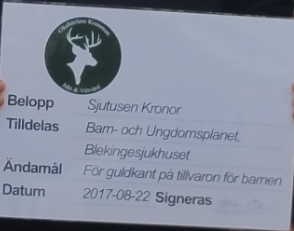 Belopp Sjutusen Kronor
Tilldelas Barn- och Ungdomsplanet,
Blekingesjukhuset
Ändamål För guldkant på tillvaron för barnen
Datum 2017-08-22 Signeras